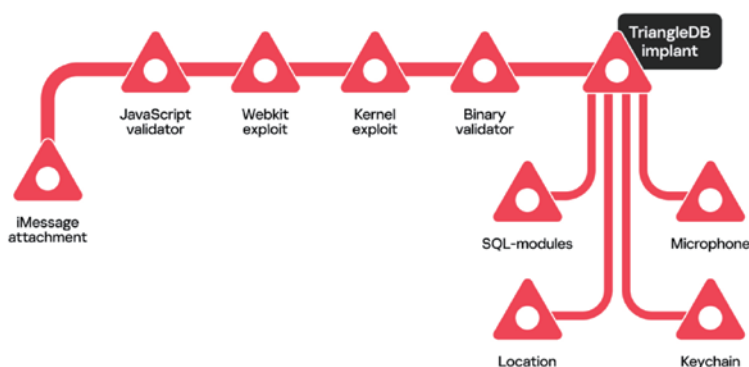 TriangleDB
implant
JavaScript
validator
Webkit
exploit
Kernel
exploit
Binary
validator
iMessage
attachment
SQL-modules
Microphone
Location
Keychain